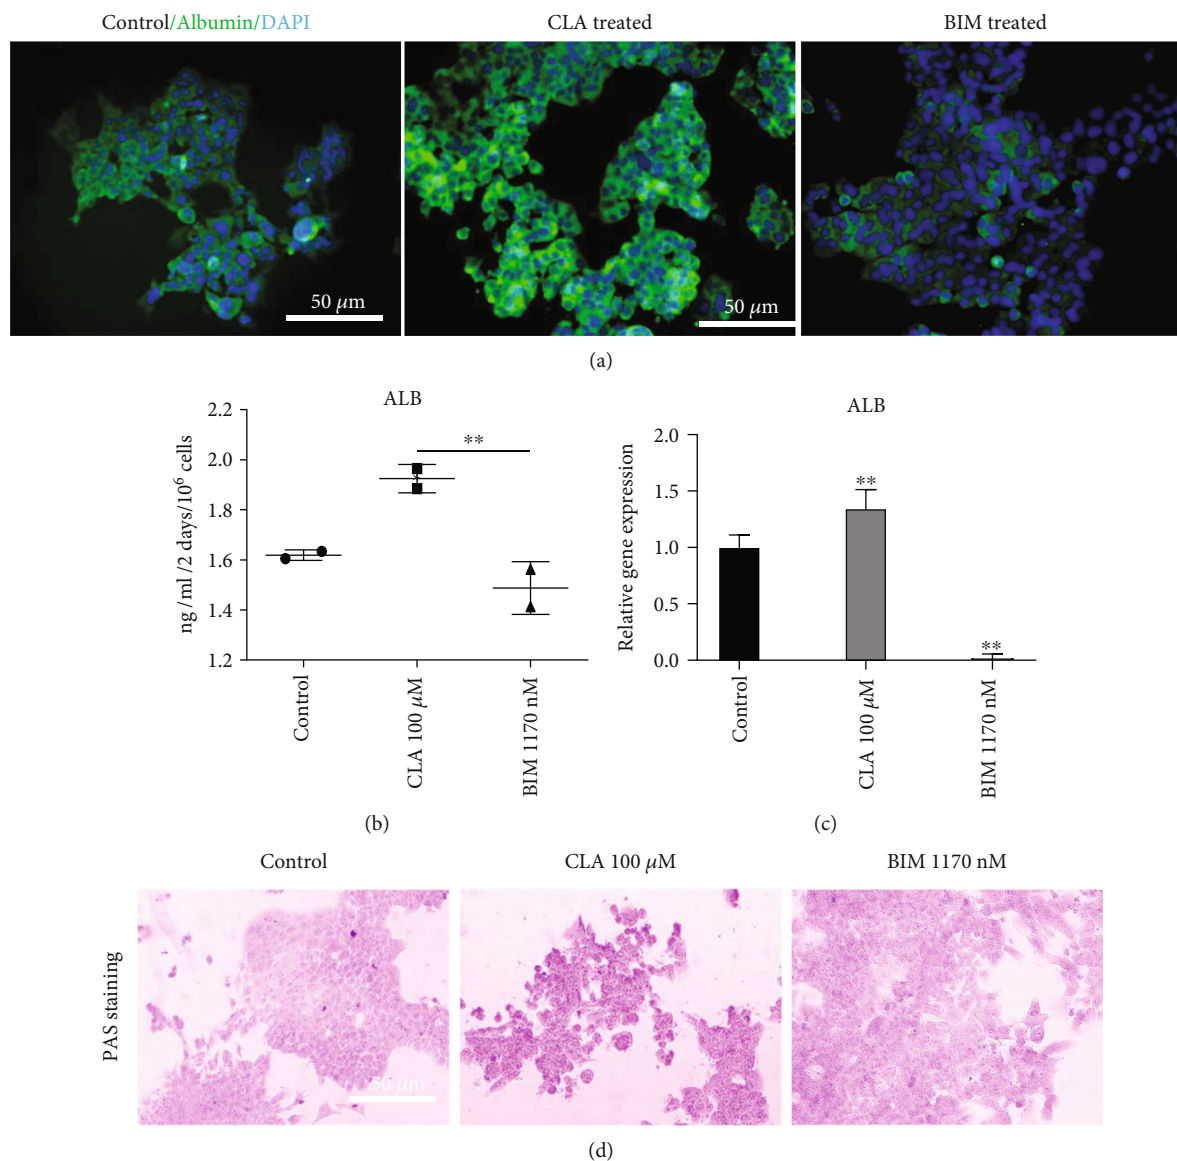 Control/Albumin/DAPI
CLA treated
BIM treated
50 μm
50 μm
(a)
ALB
ng/ml/2 days/10⁶ cells
2.2
2.0
1.8
1.6
1.4
1.2
**
Control
CLA 100 μM
BIM 1170 nM
(b)
ALB
Relative gene expression
2.0
1.5
1.0
0.5
0.0
**
**
Control
CLA 100 μM
BIM 1170 nM
(c)
Control
CLA 100 μM
BIM 1170 nM
PAS staining
50 μm
(d)